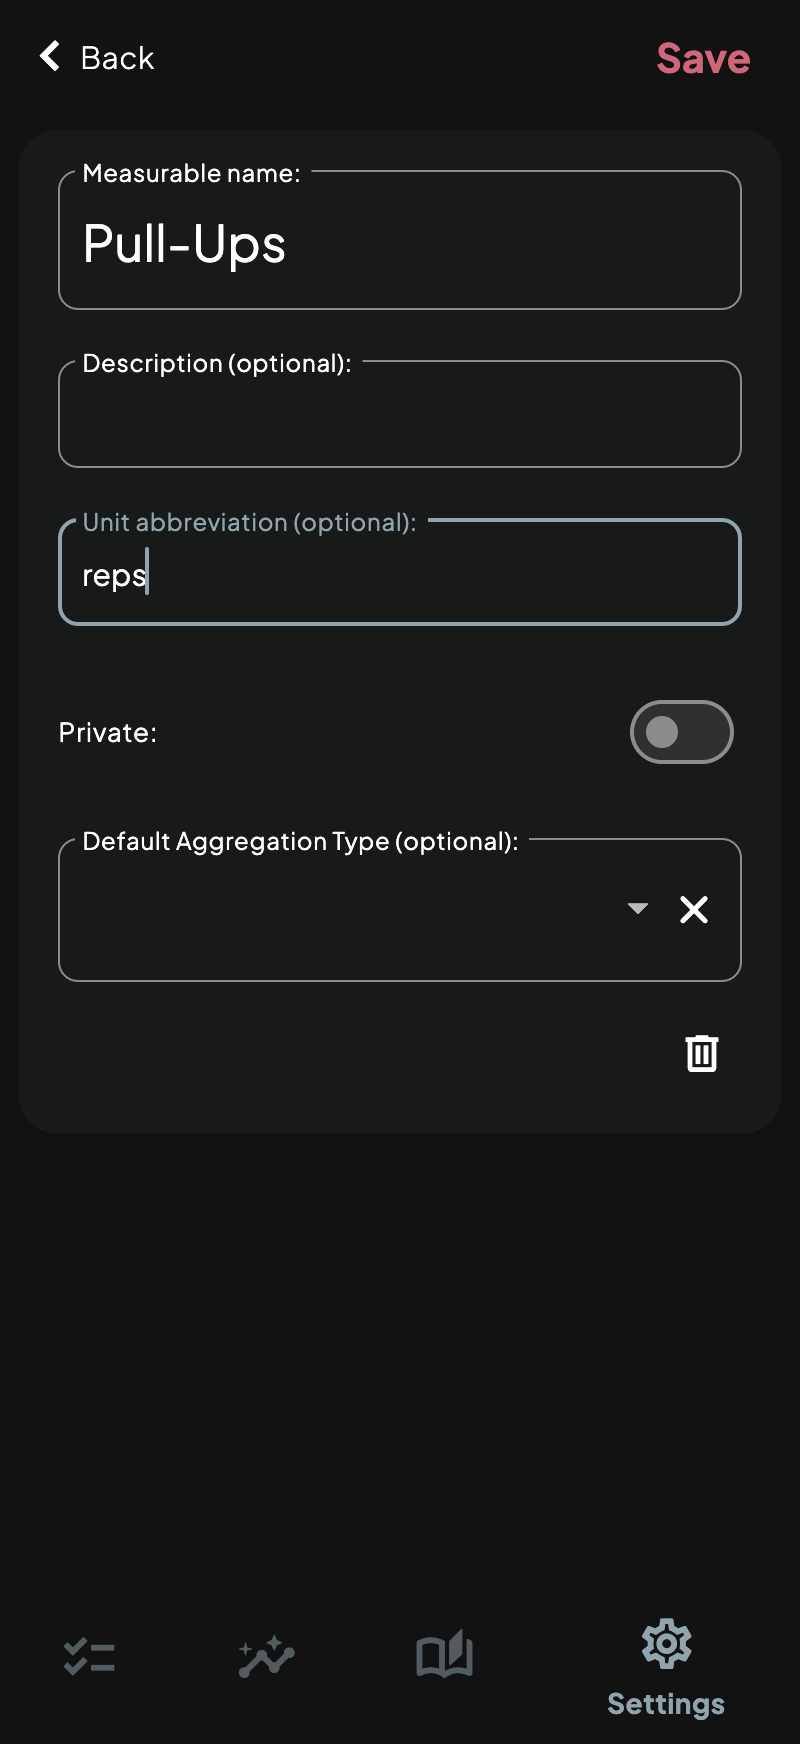 Back
Save
Measurable name:
Pull-Ups
Description (optional):
Unit abbreviation (optional):
reps
Private:
Default Aggregation Type (optional):
Settings